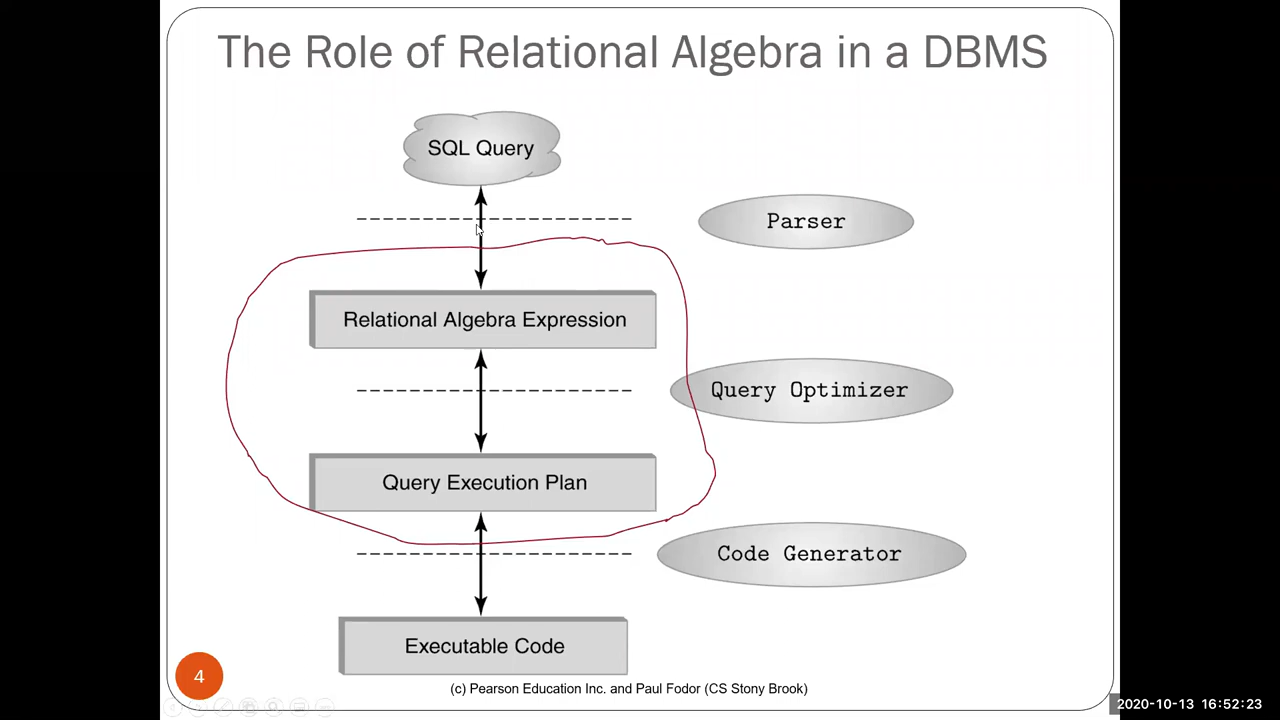 The Role of Relational Algebra in a DBMS
SQL Query
Parser
Relational Algebra Expression
Query Optimizer
Query Execution Plan
Code Generator
Executable Code
4
(c) Pearson Education Inc. and Paul Fodor (CS Stony Brook)
2020-10-13 16:52:23